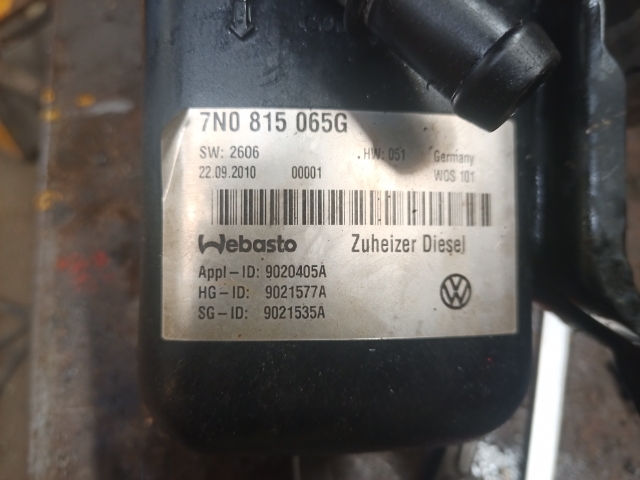 7N0 815 065G
SW: 2606 HW: 051 Germany
22.09.2010 00001 WOS 101
Webasto Zuheizer Diesel
Appl-ID: 9020405A
HG-ID: 9021577A
SG-ID: 9021535A